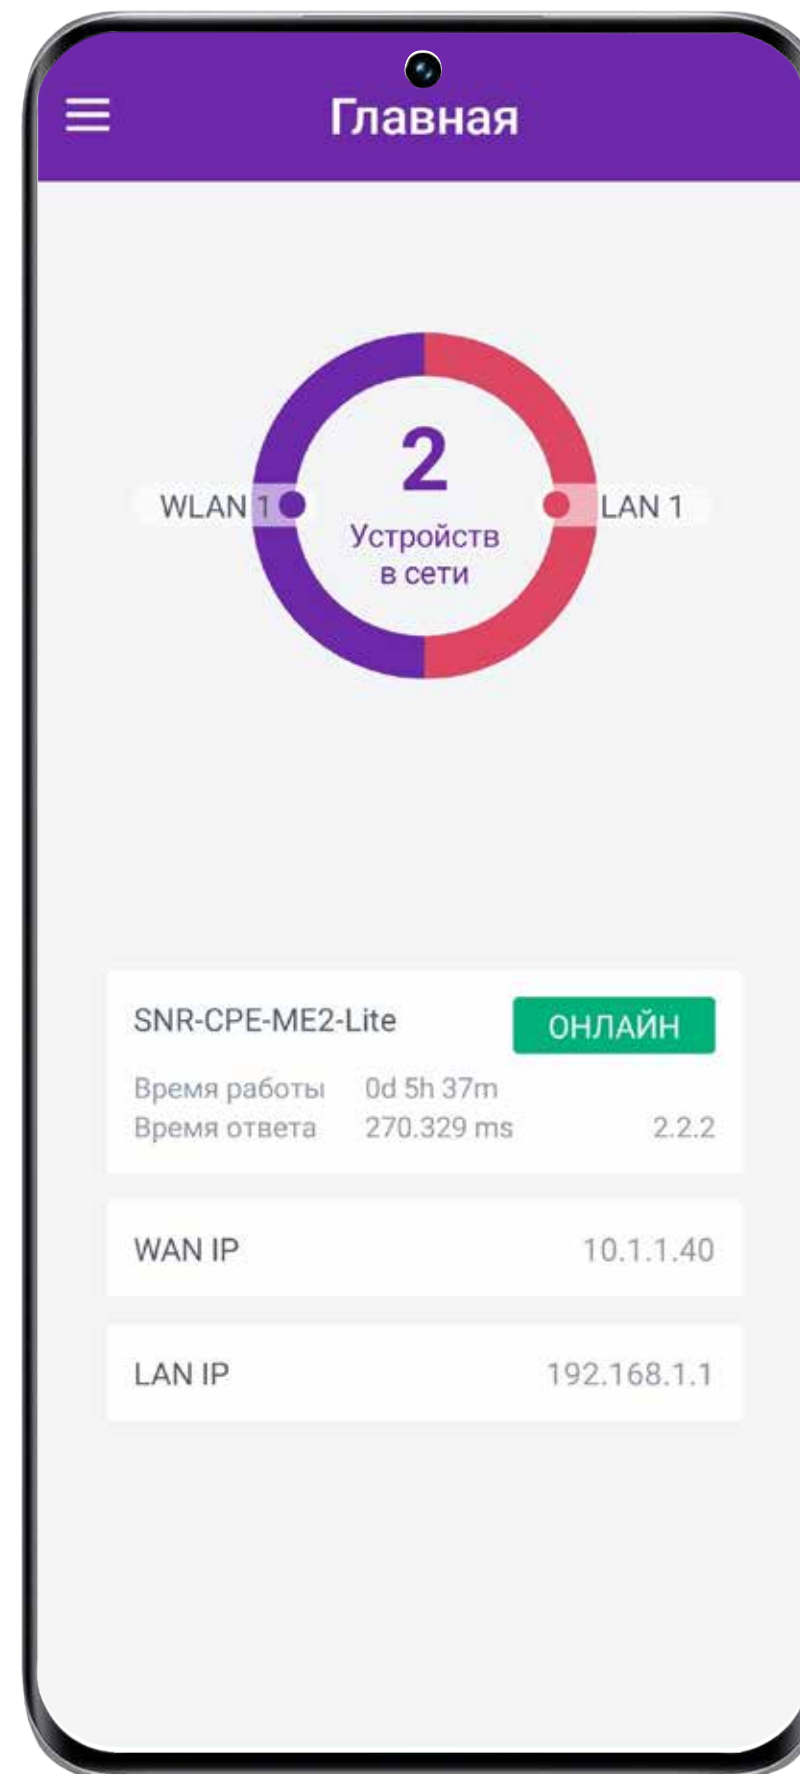 Главная
2
WLAN 1
LAN 1
Устройств
в сети
SNR-CPE-ME2-Lite
ОНЛАЙН
Время работы 0d 5h 37m
Время ответа 270.329 ms 2.2.2
WAN IP 10.1.1.40
LAN IP 192.168.1.1